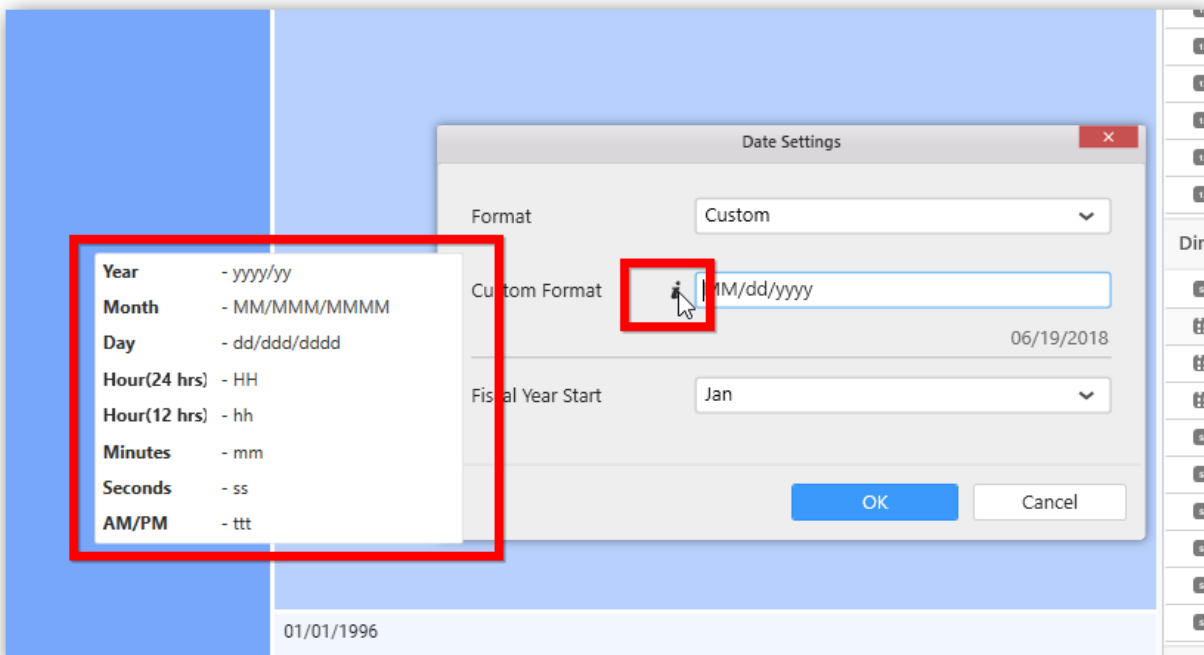 Date Settings
Format
Custom
Dir
Year - yyyy/yy
Month - MM/MMM/MMMM
Day - dd/ddd/dddd
Hour(24 hrs) - HH
Hour(12 hrs) - hh
Minutes - mm
Seconds - ss
AM/PM - ttt
Custom Format
i
MM/dd/yyyy
06/19/2018
Fiscal Year Start
Jan
OK
Cancel
01/01/1996